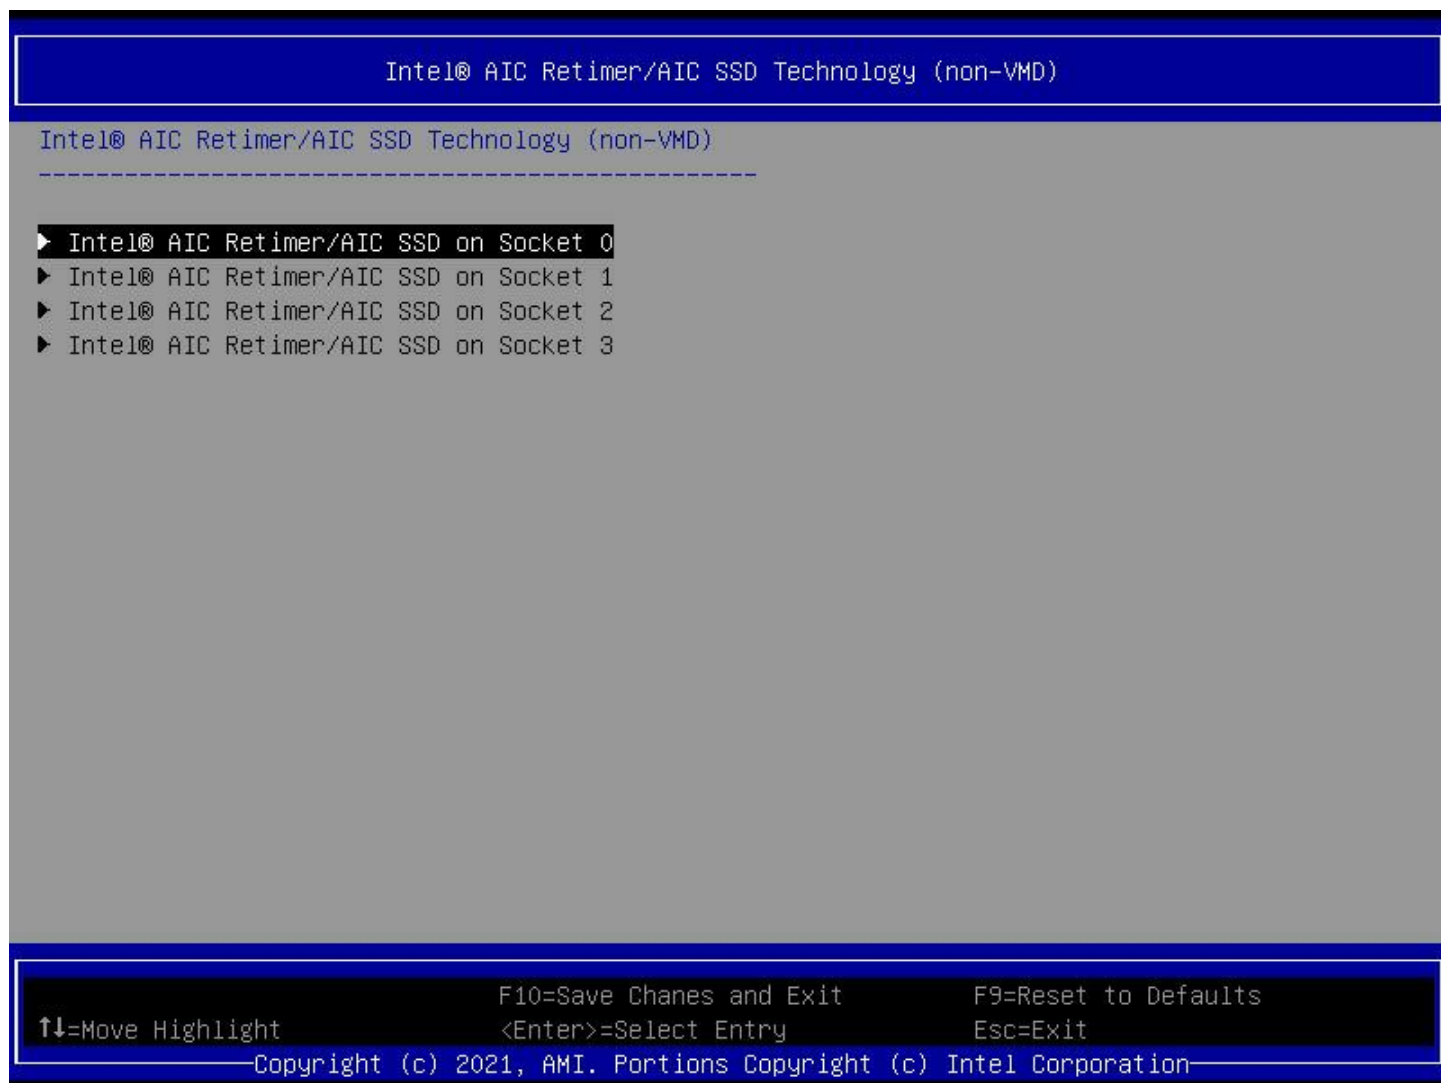 Intel® AIC Retimer/AIC SSD Technology (non-VMD)
Intel® AIC Retimer/AIC SSD Technology (non-VMD)
--------------------------------------------------
▶ Intel® AIC Retimer/AIC SSD on Socket 0
▶ Intel® AIC Retimer/AIC SSD on Socket 1
▶ Intel® AIC Retimer/AIC SSD on Socket 2
▶ Intel® AIC Retimer/AIC SSD on Socket 3
F10=Save Chanes and Exit F9=Reset to Defaults
↑↓=Move Highlight <Enter>=Select Entry Esc=Exit
Copyright (c) 2021, AMI. Portions Copyright (c) Intel Corporation